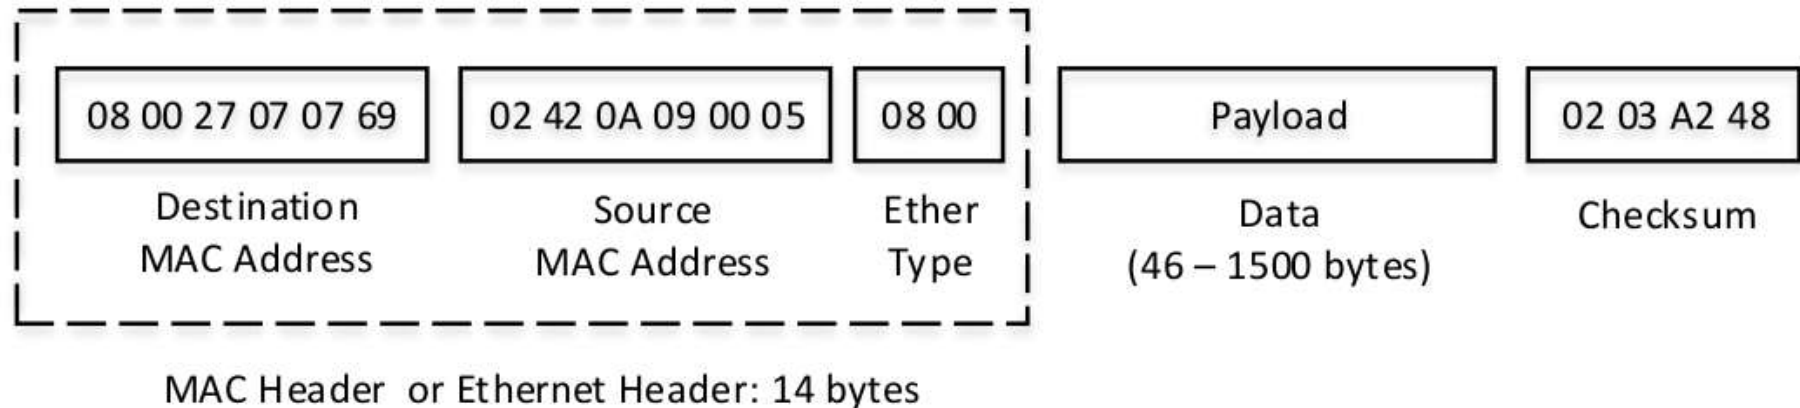 08 00 27 07 07 69
02 42 0A 09 00 05
08 00
Payload
02 03 A2 48
Destination
MAC Address
Source
MAC Address
Ether
Type
Data
(46 – 1500 bytes)
Checksum
MAC Header or Ethernet Header: 14 bytes